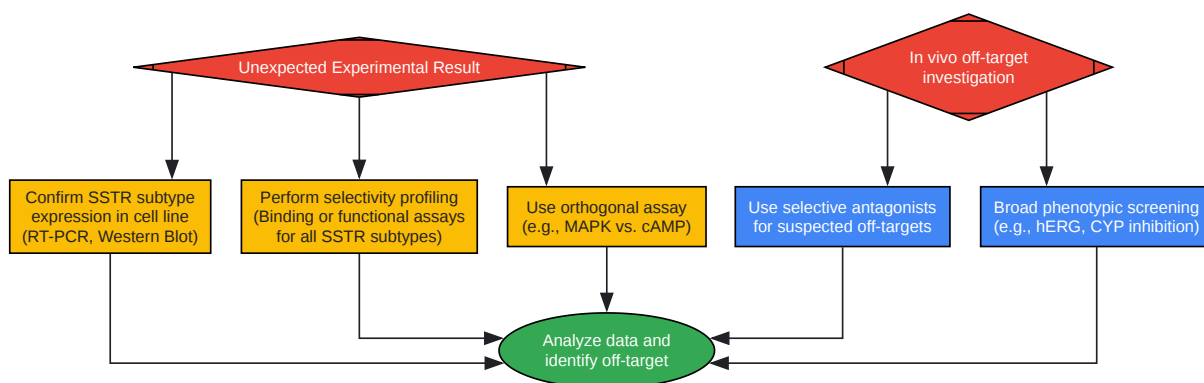 Unexpected Experimental Result
In vivo off-target
investigation
Confirm SSTR subtype
expression in cell line
(RT-PCR, Western Blot)
Perform selectivity profiling
(Binding or functional assays
for all SSTR subtypes)
Use orthogonal assay
(e.g., MAPK vs. cAMP)
Use selective antagonists
for suspected off-targets
Broad phenotypic screening
(e.g., hERG, CYP inhibition)
Analyze data and
identify off-target